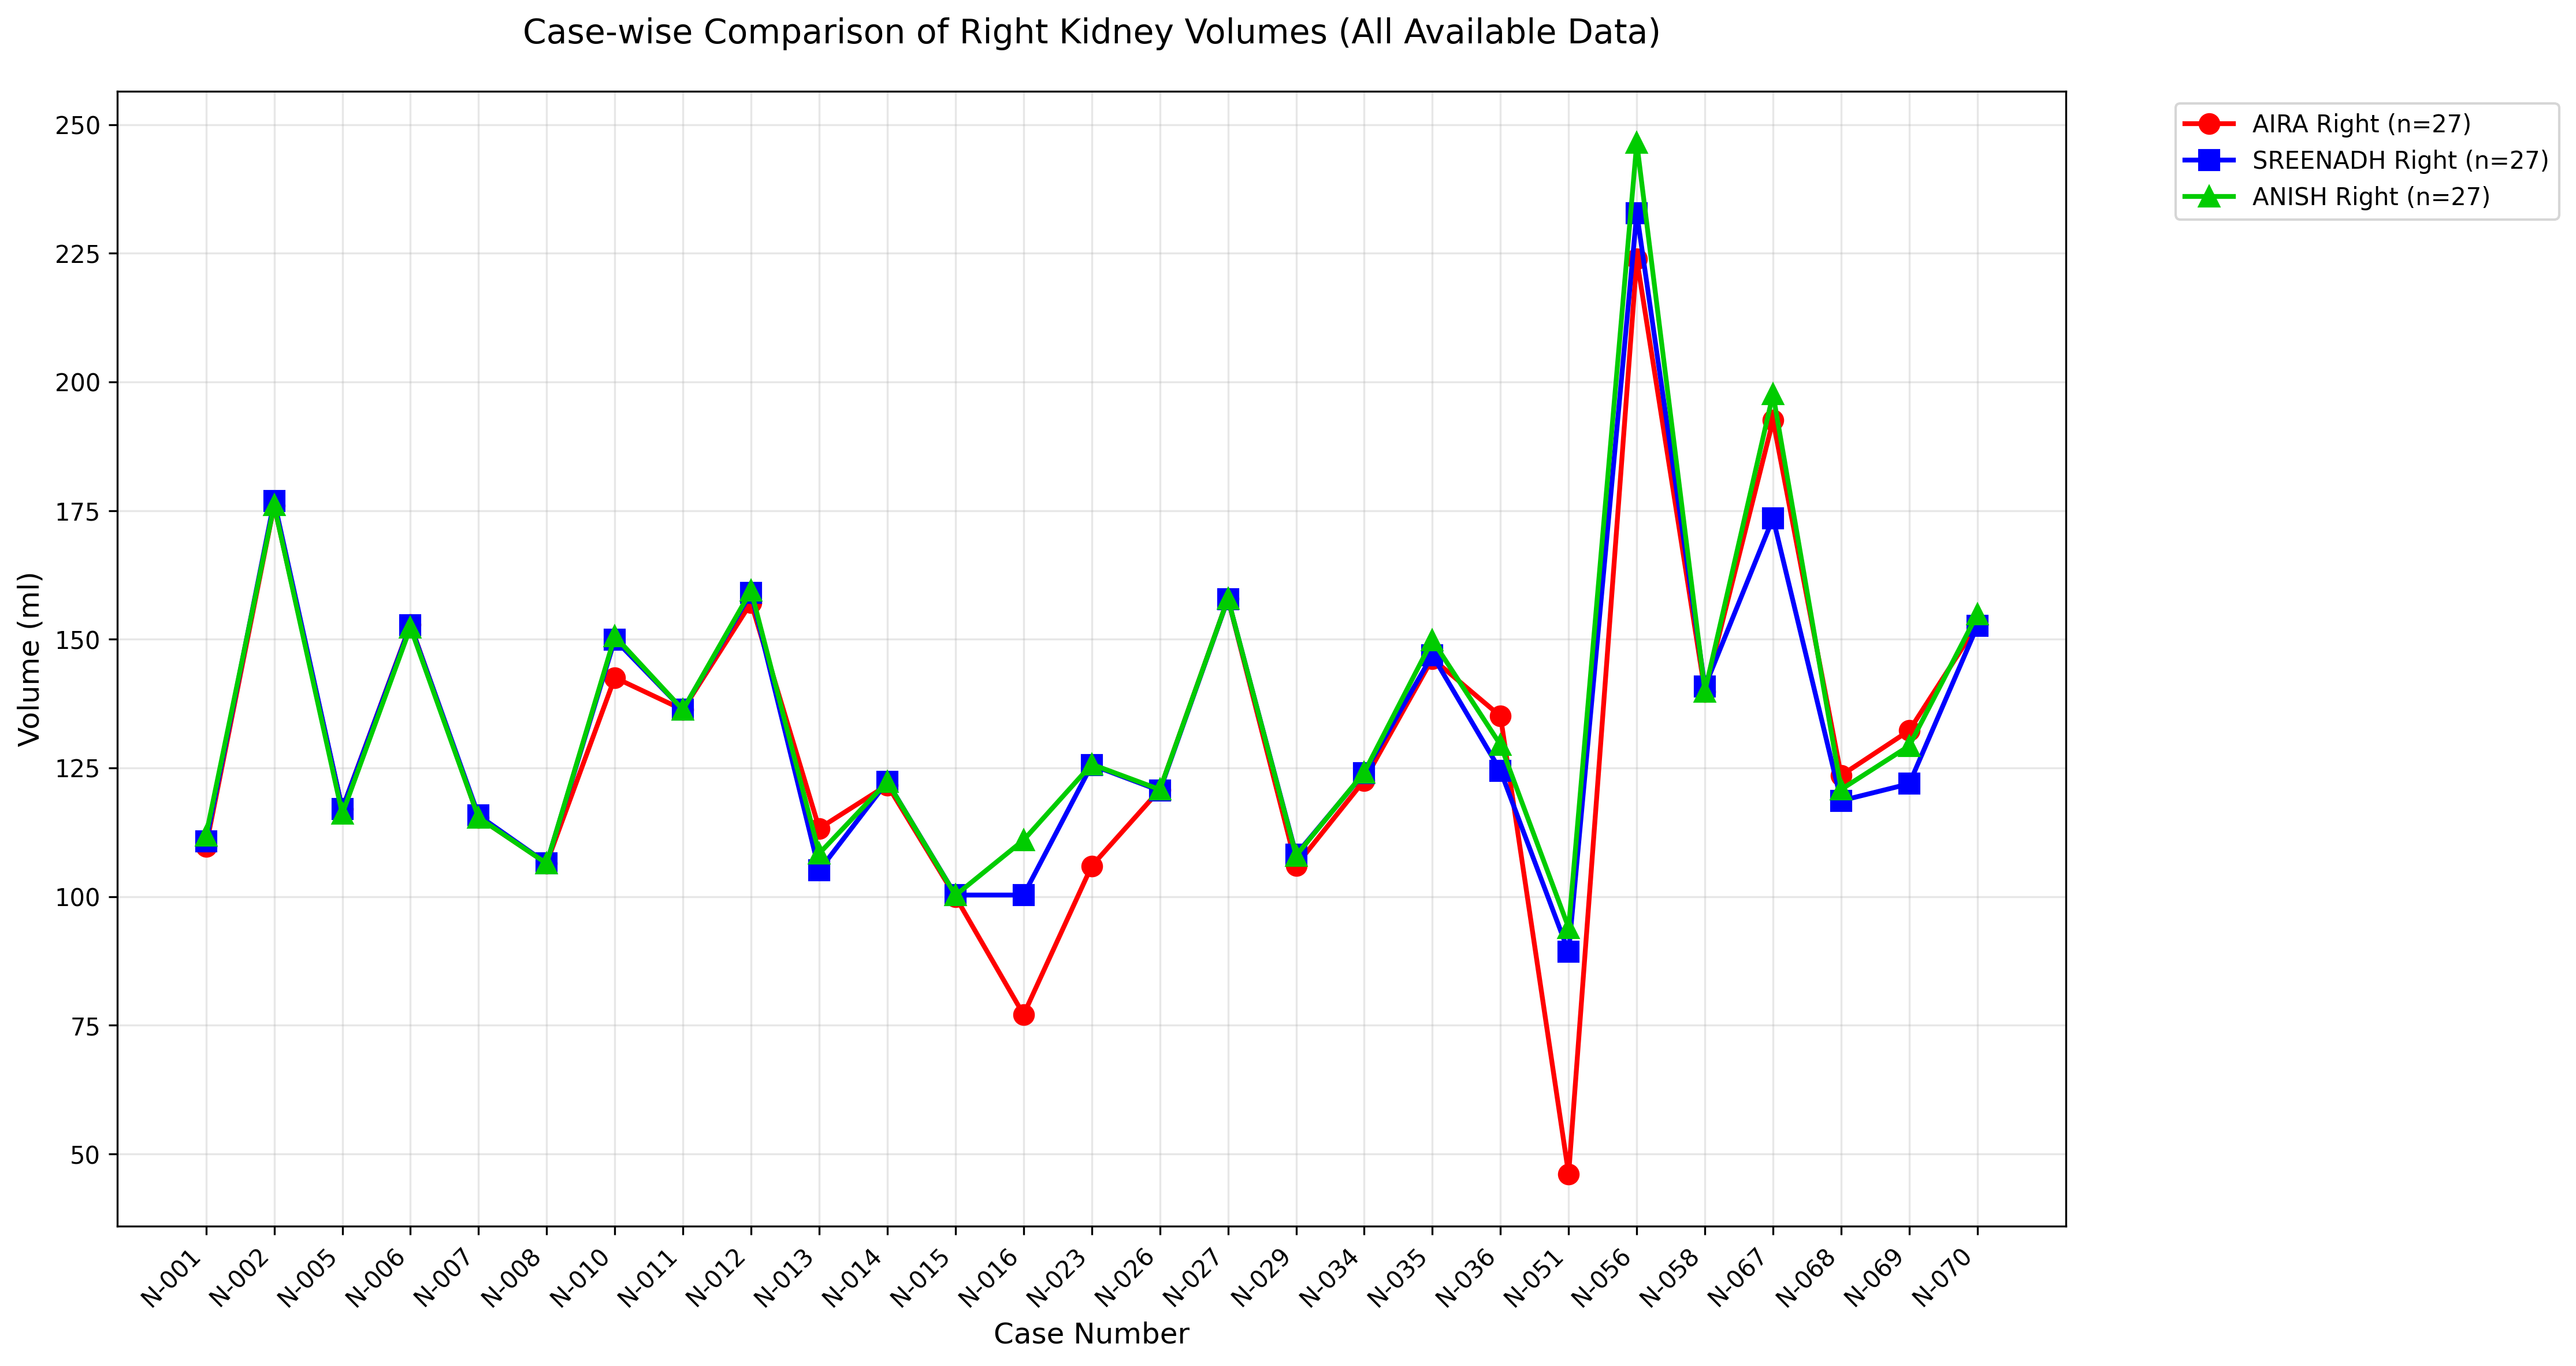 Case-wise Comparison of Right Kidney Volumes (All Available Data)
AIRA Right (n=27)
SREENADH Right (n=27)
ANISH Right (n=27)
Volume (ml)
250
225
200
175
150
125
100
75
50
N-001
N-002
N-005
N-006
N-007
N-008
N-010
N-011
N-012
N-013
N-014
N-015
N-016
N-023
N-026
N-027
N-029
N-034
N-035
N-036
N-051
N-056
N-058
N-067
N-068
N-069
N-070
Case Number